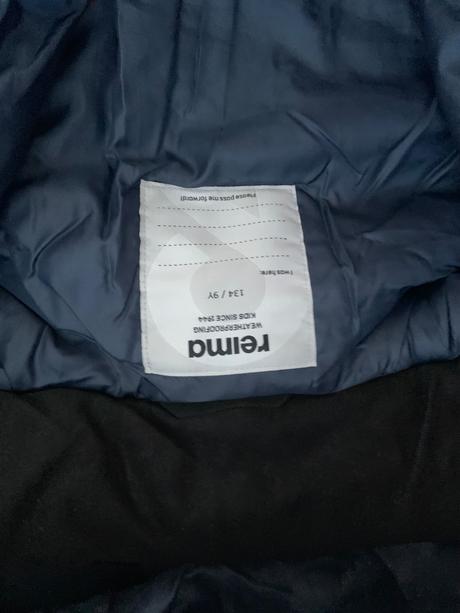 reima
WEATHERPROOFING
KIDS SINCE 1944
134 / 9Y
I was here:
Please pass me forward!